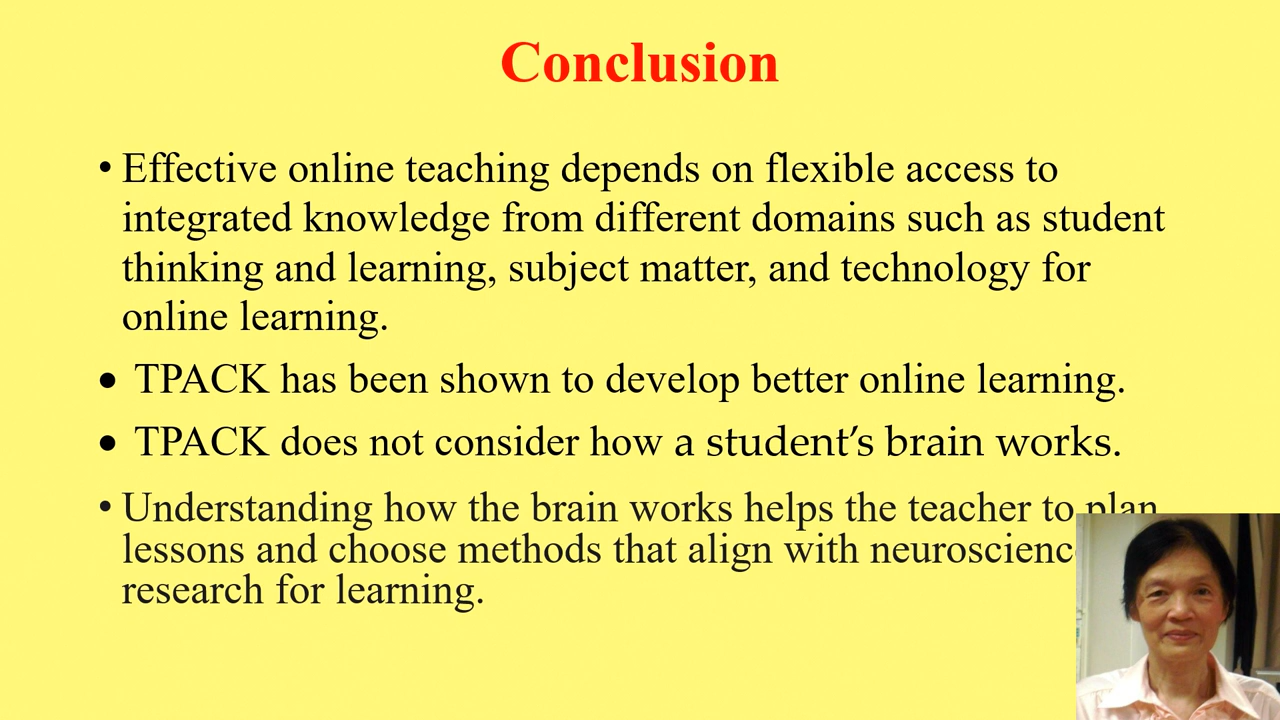 Conclusion
• Effective online teaching depends on flexible access to
integrated knowledge from different domains such as student
thinking and learning, subject matter, and technology for
online learning.
• TPACK has been shown to develop better online learning.
• TPACK does not consider how a student’s brain works.
• Understanding how the brain works helps the teacher to plan
lessons and choose methods that align with neuroscienc
research for learning.